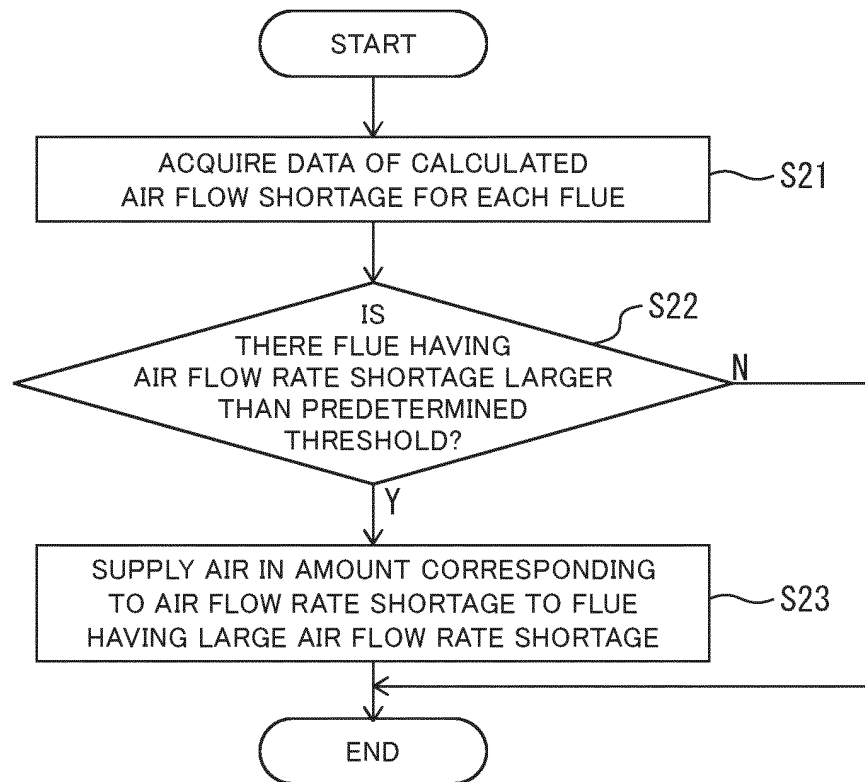 START
ACQUIRE DATA OF CALCULATED
AIR FLOW SHORTAGE FOR EACH FLUE
S21
IS
THERE FLUE HAVING
AIR FLOW RATE SHORTAGE LARGER
THAN PREDETERMINED
THRESHOLD?
S22
N
Y
SUPPLY AIR IN AMOUNT CORRESPONDING
TO AIR FLOW RATE SHORTAGE TO FLUE
HAVING LARGE AIR FLOW RATE SHORTAGE
S23
END